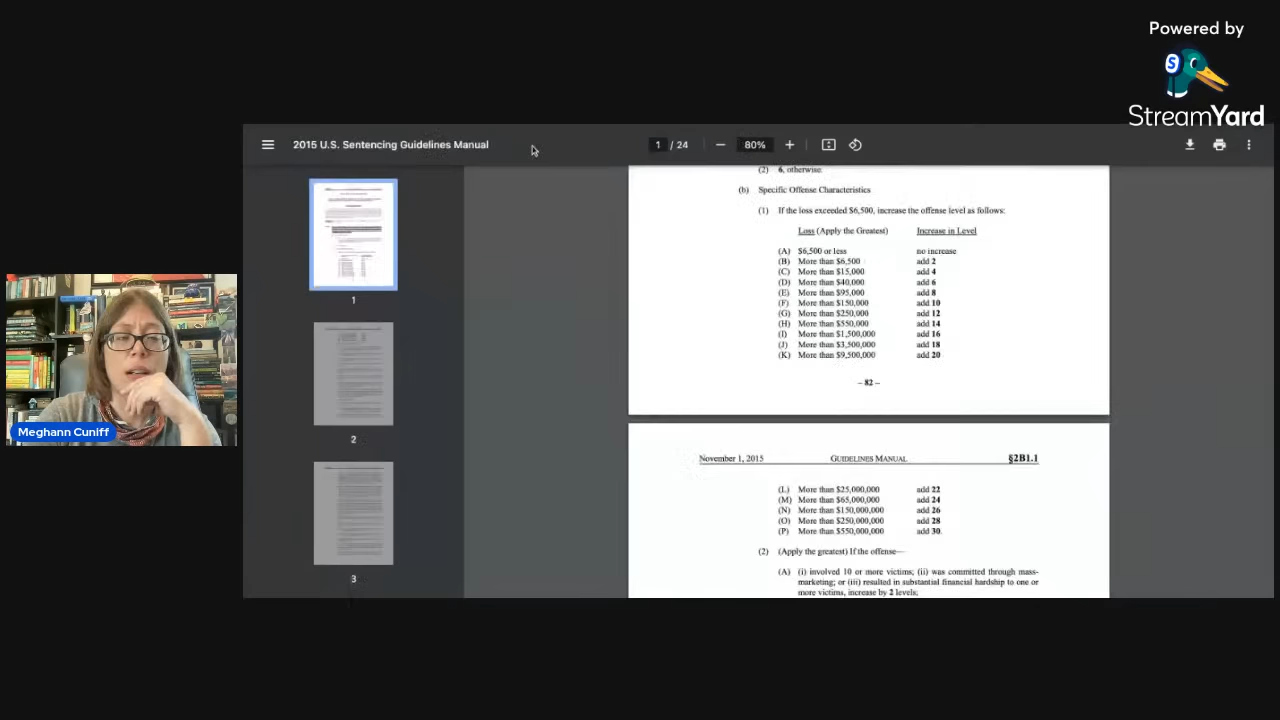 Powered by
StreamYard
2015 U.S. Sentencing Guidelines Manual
1 / 24
80%
(2) 6, otherwise.
(b) Specific Offense Characteristics
(1) If the loss exceeded $6,500, increase the offense level as follows:
Loss (Apply the Greatest) Increase in Level
(A) $6,500 or less no increase
(B) More than $6,500 add 2
(C) More than $15,000 add 4
(D) More than $40,000 add 6
(E) More than $95,000 add 8
(F) More than $150,000 add 10
(G) More than $250,000 add 12
(H) More than $550,000 add 14
(I) More than $1,500,000 add 16
(J) More than $3,500,000 add 18
(K) More than $9,500,000 add 20
– 82 –
November 1, 2015 GUIDELINES MANUAL §2B1.1
(L) More than $25,000,000 add 22
(M) More than $65,000,000 add 24
(N) More than $150,000,000 add 26
(O) More than $250,000,000 add 28
(P) More than $550,000,000 add 30.
(2) (Apply the greatest) If the offense—
(A) (i) involved 10 or more victims; (ii) was committed through mass-
marketing; or (iii) resulted in substantial financial hardship to one or
more victims, increase by 2 levels;
1
2
3
Meghann Cuniff